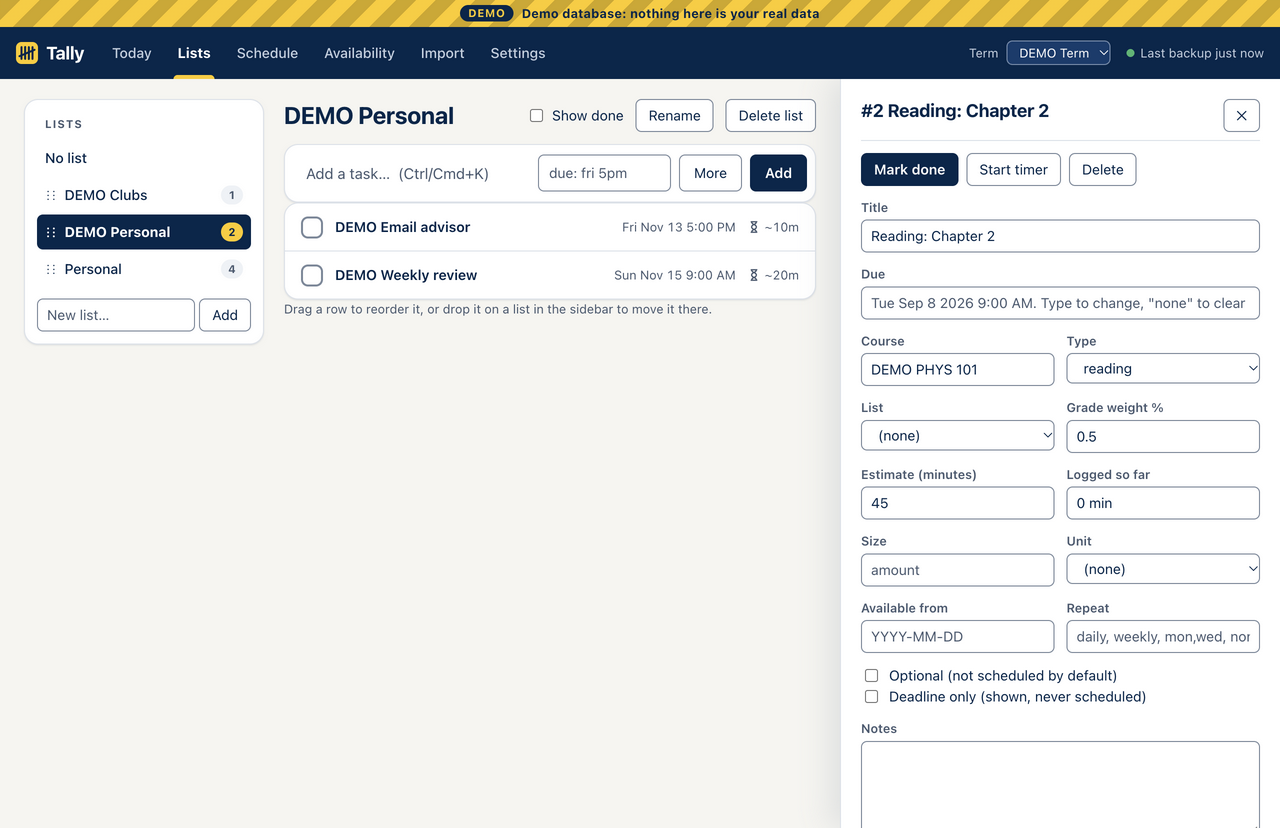 DEMO Demo database: nothing here is your real data
Tally Today Lists Schedule Availability Import Settings Term DEMO Term Last backup just now
LISTS
No list
DEMO Clubs 1
DEMO Personal 2
Personal 4
New list... Add
DEMO Personal Show done Rename Delete list
Add a task... (Ctrl/Cmd+K) due: fri 5pm More Add
DEMO Email advisor Fri Nov 13 5:00 PM ~10m
DEMO Weekly review Sun Nov 15 9:00 AM ~20m
Drag a row to reorder it, or drop it on a list in the sidebar to move it there.
#2 Reading: Chapter 2
Mark done Start timer Delete
Title
Reading: Chapter 2
Due
Tue Sep 8 2026 9:00 AM. Type to change, "none" to clear
Course Type
DEMO PHYS 101 reading
List Grade weight %
(none) 0.5
Estimate (minutes) Logged so far
45 0 min
Size Unit
amount (none)
Available from Repeat
YYYY-MM-DD daily, weekly, mon,wed, nor
Optional (not scheduled by default)
Deadline only (shown, never scheduled)
Notes